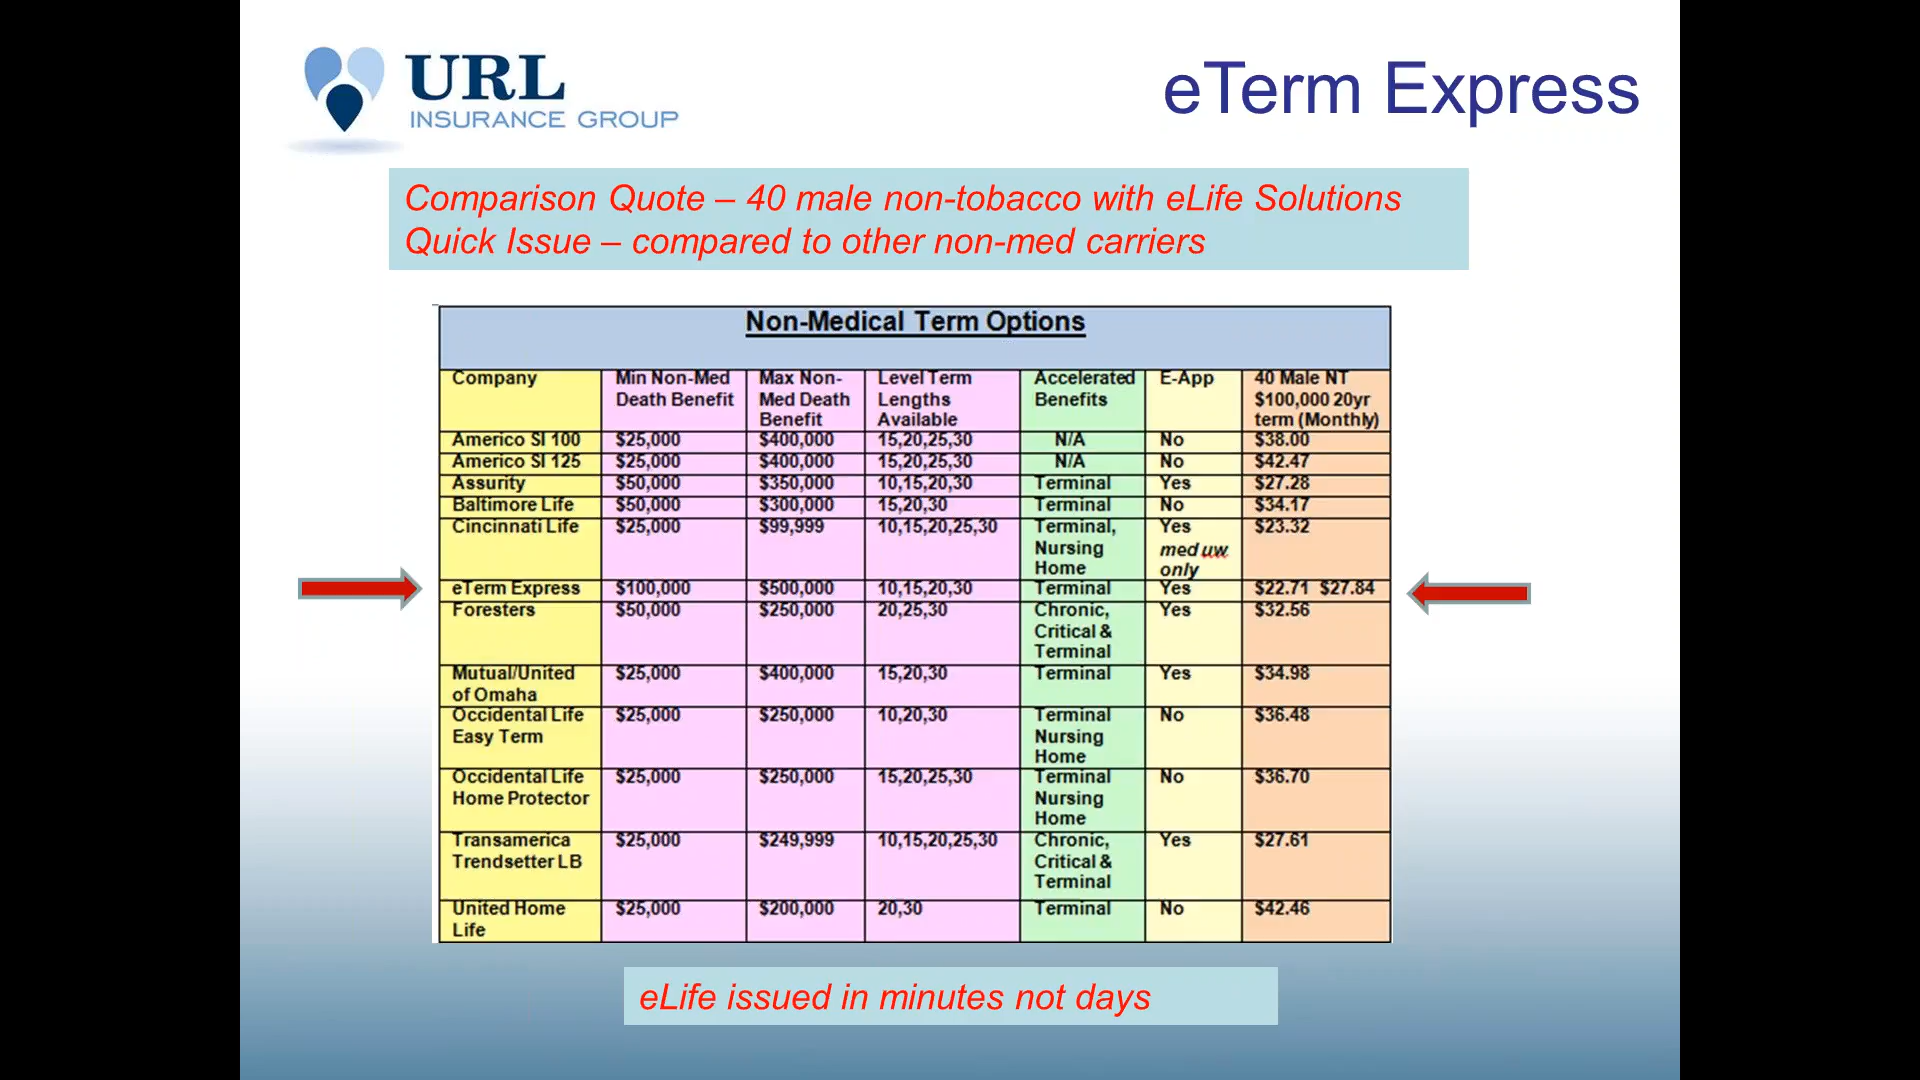 URL
INSURANCE GROUP
eTerm Express
Comparison Quote – 40 male non-tobacco with eLife Solutions
Quick Issue – compared to other non-med carriers
Non-Medical Term Options
Company Min Non-Med Death Benefit Max Non-Med Death Benefit Level Term Lengths Available Accelerated Benefits E-App 40 Male NT $100,000 20yr term (Monthly)
Americo SI 100 $25,000 $400,000 15,20,25,30 N/A No $38.00
Americo SI 125 $25,000 $400,000 15,20,25,30 N/A No $42.47
Assurity $50,000 $350,000 10,15,20,30 Terminal Yes $27.28
Baltimore Life $50,000 $300,000 15,20,30 Terminal No $34.17
Cincinnati Life $25,000 $99,999 10,15,20,25,30 Terminal, Nursing Home Yes med uw only $23.32
eTerm Express $100,000 $500,000 10,15,20,30 Terminal Yes $22.71 $27.84
Foresters $50,000 $250,000 20,25,30 Chronic, Critical & Terminal Yes $32.56
Mutual/United of Omaha $25,000 $400,000 15,20,30 Terminal Yes $34.98
Occidental Life Easy Term $25,000 $250,000 10,20,30 Terminal Nursing Home No $36.48
Occidental Life Home Protector $25,000 $250,000 15,20,25,30 Terminal Nursing Home No $36.70
Transamerica Trendsetter LB $25,000 $249,999 10,15,20,25,30 Chronic, Critical & Terminal Yes $27.61
United Home Life $25,000 $200,000 20,30 Terminal No $42.46
eLife issued in minutes not days